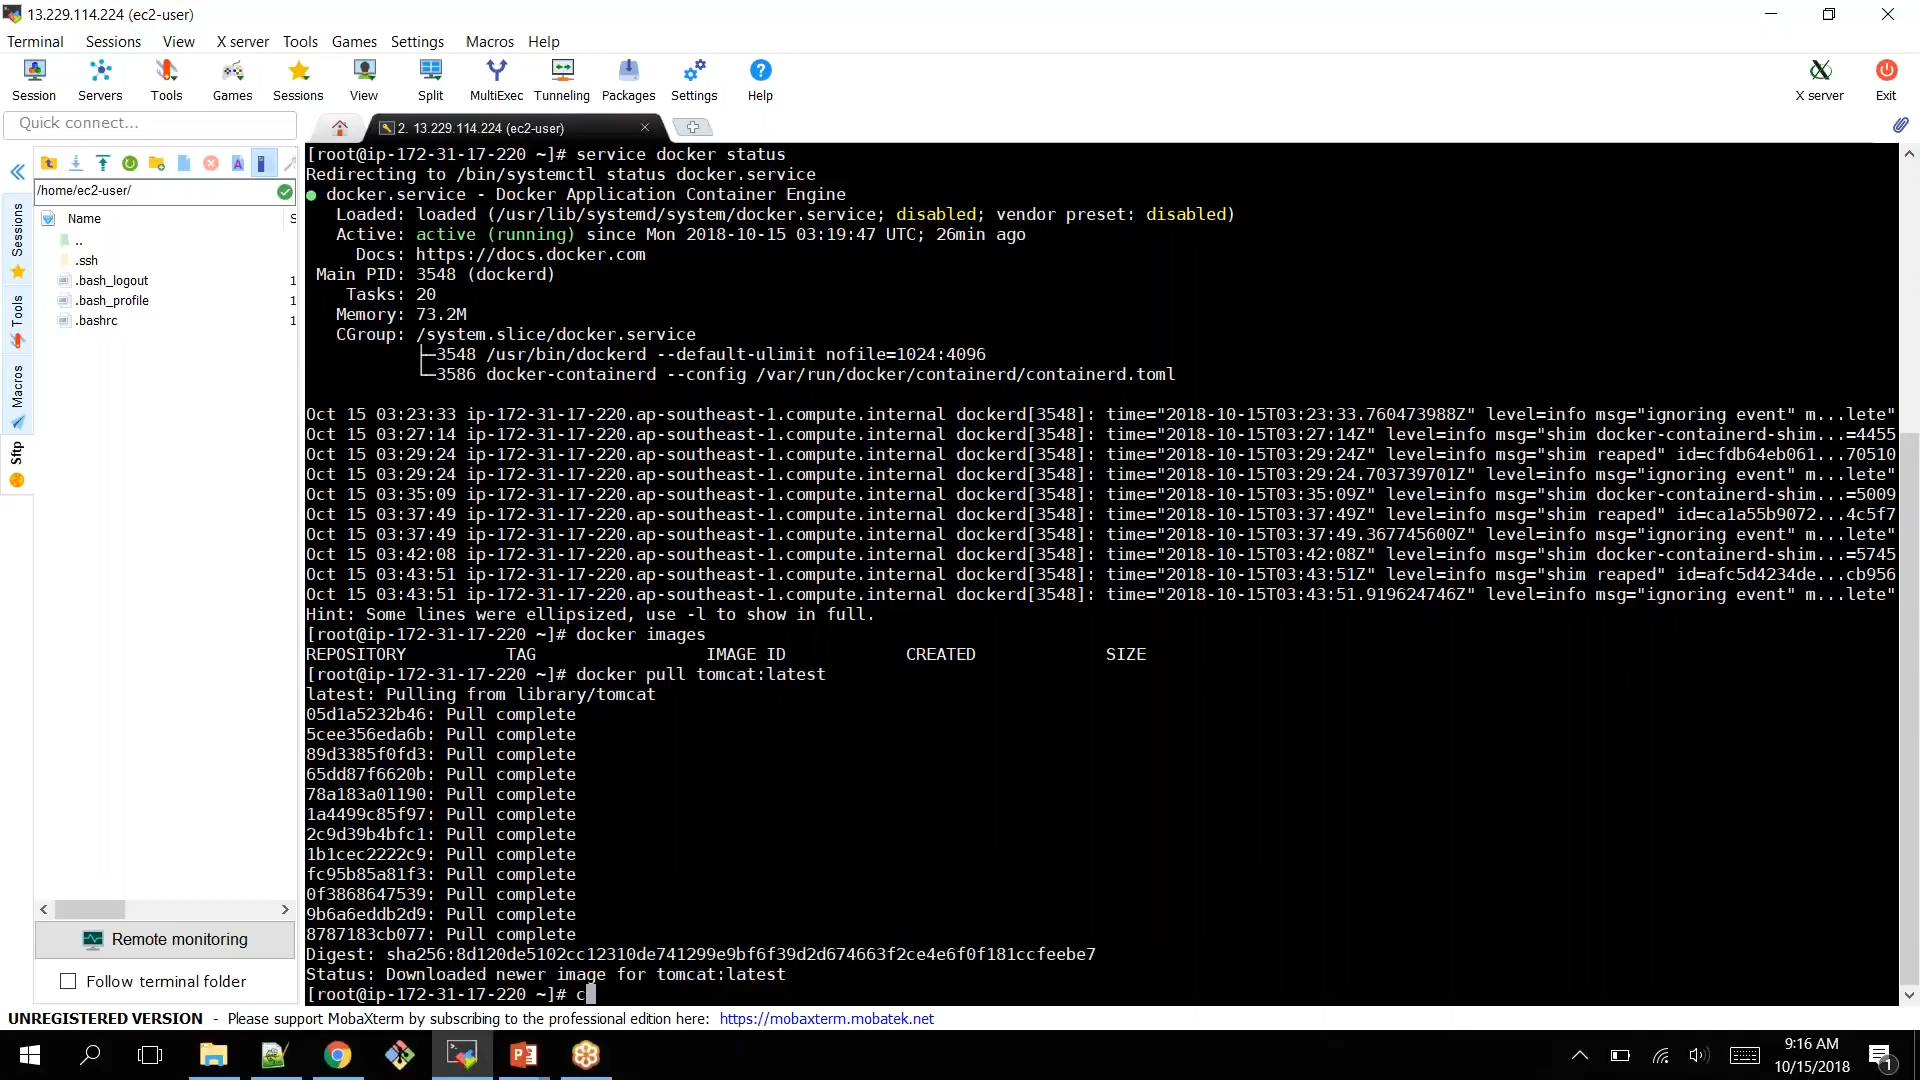 13.229.114.224 (ec2-user)
Terminal Sessions View X server Tools Games Settings Macros Help
Session Servers Tools Games Sessions View Split MultiExec Tunneling Packages Settings Help X server Exit
Quick connect...
2. 13.229.114.224 (ec2-user)
/home/ec2-user/
Name S
..
.ssh
.bash_logout 1
.bash_profile 1
.bashrc 1
Sessions
Tools
Macros
Sftp
Remote monitoring
Follow terminal folder
[root@ip-172-31-17-220 ~]# service docker status
Redirecting to /bin/systemctl status docker.service
● docker.service - Docker Application Container Engine
Loaded: loaded (/usr/lib/systemd/system/docker.service; disabled; vendor preset: disabled)
Active: active (running) since Mon 2018-10-15 03:19:47 UTC; 26min ago
Docs: https://docs.docker.com
Main PID: 3548 (dockerd)
Tasks: 20
Memory: 73.2M
CGroup: /system.slice/docker.service
├─3548 /usr/bin/dockerd --default-ulimit nofile=1024:4096
└─3586 docker-containerd --config /var/run/docker/containerd/containerd.toml
Oct 15 03:23:33 ip-172-31-17-220.ap-southeast-1.compute.internal dockerd[3548]: time="2018-10-15T03:23:33.760473988Z" level=info msg="ignoring event" m...lete"
Oct 15 03:27:14 ip-172-31-17-220.ap-southeast-1.compute.internal dockerd[3548]: time="2018-10-15T03:27:14Z" level=info msg="shim docker-containerd-shim...=4455
Oct 15 03:29:24 ip-172-31-17-220.ap-southeast-1.compute.internal dockerd[3548]: time="2018-10-15T03:29:24Z" level=info msg="shim reaped" id=cfdb64eb061...70510
Oct 15 03:29:24 ip-172-31-17-220.ap-southeast-1.compute.internal dockerd[3548]: time="2018-10-15T03:29:24.703739701Z" level=info msg="ignoring event" m...lete"
Oct 15 03:35:09 ip-172-31-17-220.ap-southeast-1.compute.internal dockerd[3548]: time="2018-10-15T03:35:09Z" level=info msg="shim docker-containerd-shim...=5009
Oct 15 03:37:49 ip-172-31-17-220.ap-southeast-1.compute.internal dockerd[3548]: time="2018-10-15T03:37:49Z" level=info msg="shim reaped" id=ca1a55b9072...4c5f7
Oct 15 03:37:49 ip-172-31-17-220.ap-southeast-1.compute.internal dockerd[3548]: time="2018-10-15T03:37:49.367745600Z" level=info msg="ignoring event" m...lete"
Oct 15 03:42:08 ip-172-31-17-220.ap-southeast-1.compute.internal dockerd[3548]: time="2018-10-15T03:42:08Z" level=info msg="shim docker-containerd-shim...=5745
Oct 15 03:43:51 ip-172-31-17-220.ap-southeast-1.compute.internal dockerd[3548]: time="2018-10-15T03:43:51Z" level=info msg="shim reaped" id=afc5d4234de...cb956
Oct 15 03:43:51 ip-172-31-17-220.ap-southeast-1.compute.internal dockerd[3548]: time="2018-10-15T03:43:51.919624746Z" level=info msg="ignoring event" m...lete"
Hint: Some lines were ellipsized, use -l to show in full.
[root@ip-172-31-17-220 ~]# docker images
REPOSITORY TAG IMAGE ID CREATED SIZE
[root@ip-172-31-17-220 ~]# docker pull tomcat:latest
latest: Pulling from library/tomcat
05d1a5232b46: Pull complete
5cee356eda6b: Pull complete
89d3385f0fd3: Pull complete
65dd87f6620b: Pull complete
78a183a01190: Pull complete
1a4499c85f97: Pull complete
2c9d39b4bfc1: Pull complete
1b1cec2222c9: Pull complete
fc95b85a81f3: Pull complete
0f3868647539: Pull complete
9b6a6eddb2d9: Pull complete
8787183cb077: Pull complete
Digest: sha256:8d120de5102cc12310de741299e9bf6f39d2d674663f2ce4e6f0f181ccfeebe7
Status: Downloaded newer image for tomcat:latest
[root@ip-172-31-17-220 ~]# c
UNREGISTERED VERSION - Please support MobaXterm by subscribing to the professional edition here: https://mobaxterm.mobatek.net
9:16 AM
10/15/2018
1